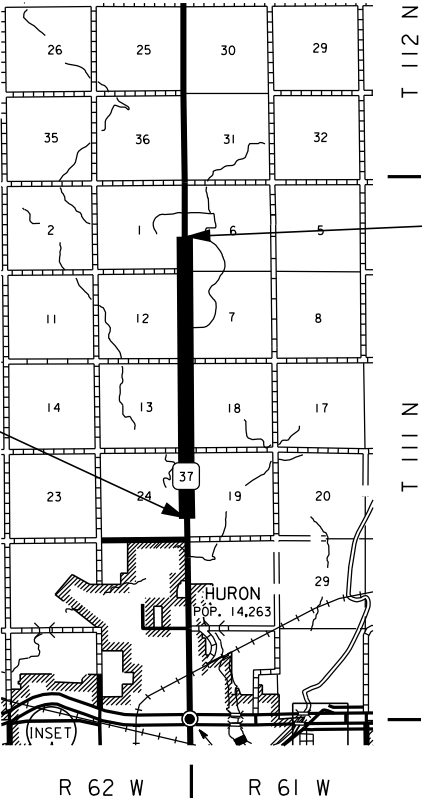 26 25 30 29
T 112 N
35 36 31 32
2 1 6 5
11 12 7 8
14 13 18 17
T 111 N
37
23 24 19 20
29
HURON
POP. 14,263
INSET
R 62 W R 61 W